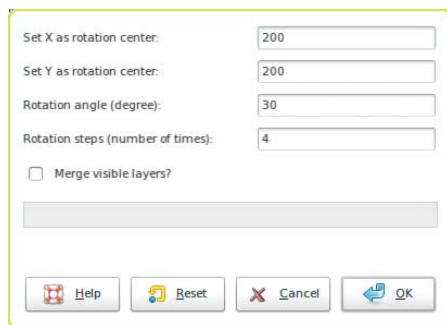 Set X as rotation center: 200
Set Y as rotation center: 200
Rotation angle (degree): 30
Rotation steps (number of times): 4
Merge visible layers?
Help Reset Cancel OK